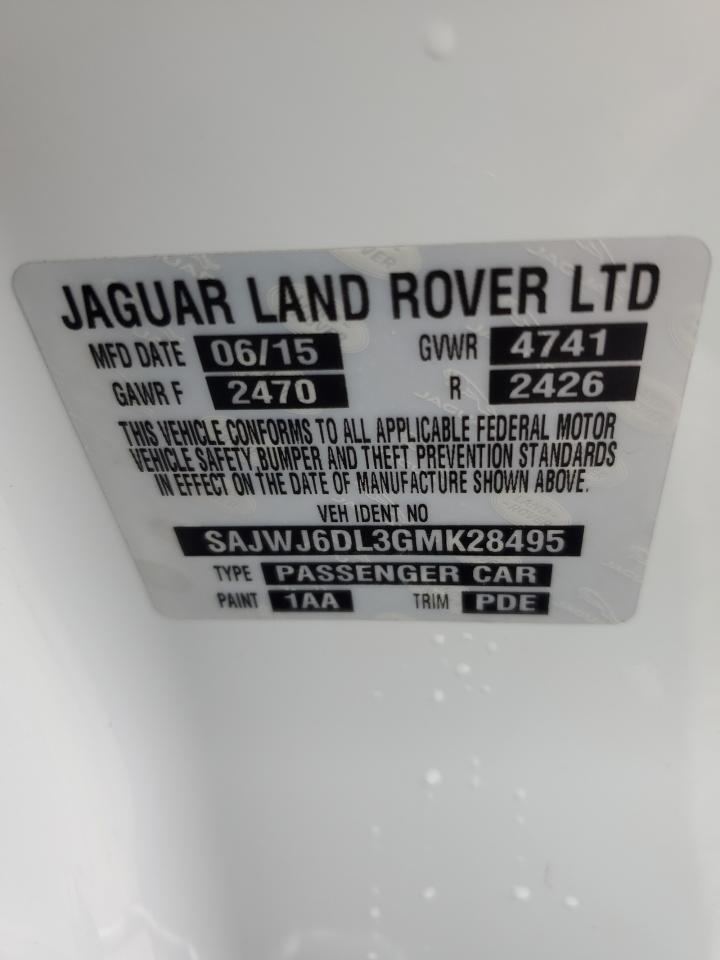 JAGUAR LAND ROVER LTD
MFD DATE 06/15 GVWR 4741
GAWR F 2470 R 2426
THIS VEHICLE CONFORMS TO ALL APPLICABLE FEDERAL MOTOR
VEHICLE SAFETY, BUMPER AND THEFT PREVENTION STANDARDS
IN EFFECT ON THE DATE OF MANUFACTURE SHOWN ABOVE.
VEH IDENT NO
SAJWJ6DL3GMK28495
TYPE PASSENGER CAR
PAINT 1AA TRIM PDE